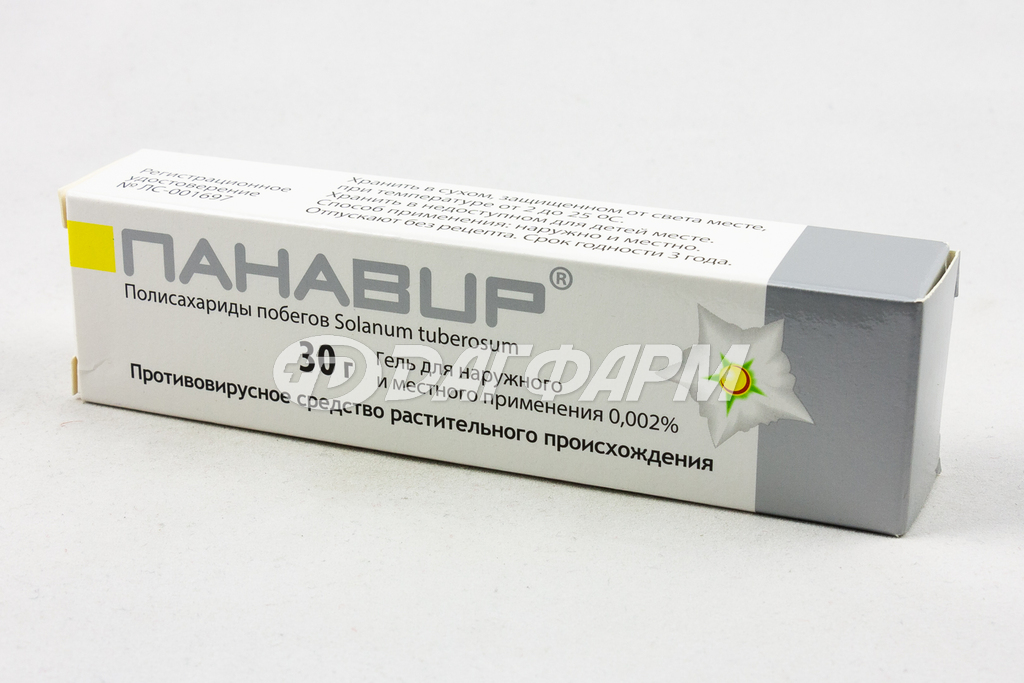 Регистрационное
удостоверение
№ ЛС-001697
Хранить в сухом, защищенном от света месте,
при температуре от 2 до 25 0С.
Хранить в недоступном для детей месте.
Способ применения: наружно и местно.
Отпускают без рецепта. Срок годности 3 года.
ПАНАВИР®
Полисахариды побегов Solanum tuberosum
30 г
Гель для наружного
и местного применения 0,002%
Противовирусное средство растительного происхождения
ДАГФАРМ